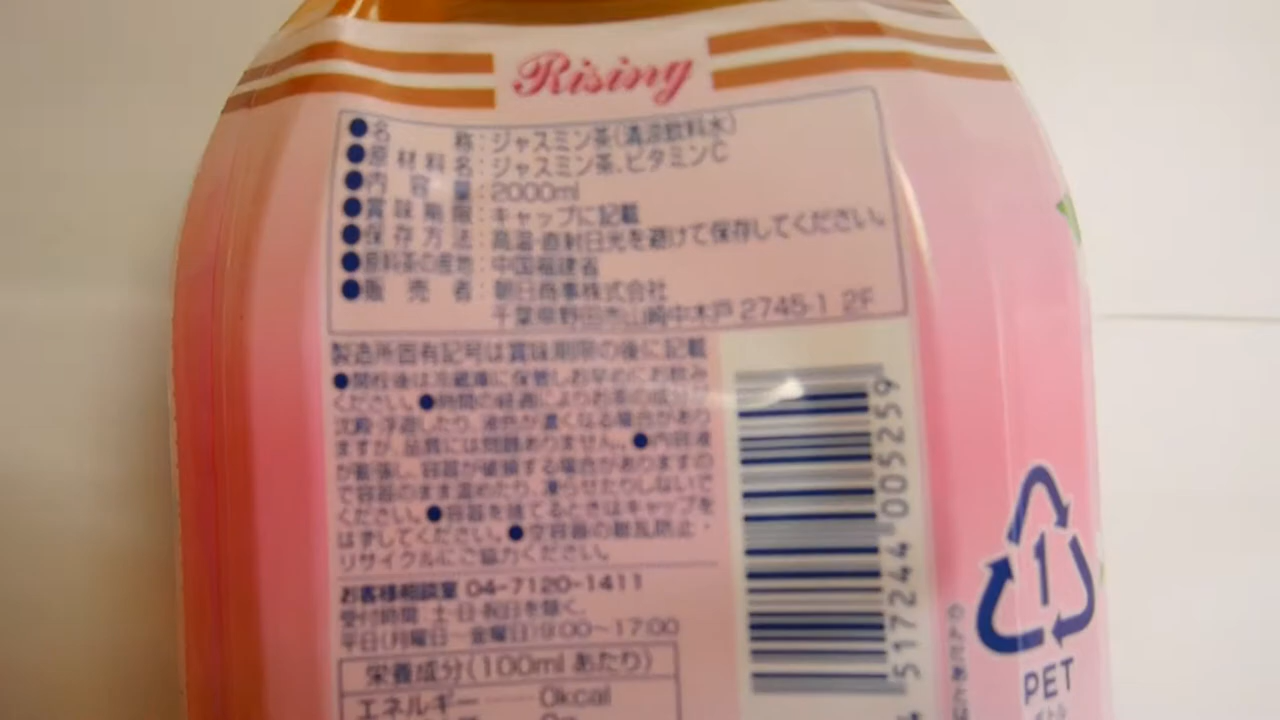 Rising
●名称：ジャスミン茶（清涼飲料水）
●原材料名：ジャスミン茶、ビタミンC
●内容量：2000ml
●賞味期限：キャップに記載
●保存方法：高温・直射日光を避けて保存してください。
●原料茶の産地：中国福建省
●販売者：朝日商事株式会社
千葉県野田市山崎中木戸 2745-1 2F
製造所固有記号は賞味期限の後に記載
●開栓後は冷蔵庫に保管しお早めにお飲み
ください。●時間の経過によりお茶の成分が
沈殿・浮遊したり、液色が濃くなる場合があり
ますが、品質には問題ありません。●内容液
が膨張し、容器が破損する場合がありますの
で容器のまま温めたり、凍らせたりしないで
ください。●容器を捨てるときはキャップを
はずしてください。●空容器の散乱防止・
リサイクルにご協力ください。
お客様相談室 04-7120-1411
受付時間 土・日・祝日を除く、
平日(月曜日〜金曜日)9:00〜17:00
栄養成分(100ml あたり)
エネルギー 0kcal
517244 005259
1
PET